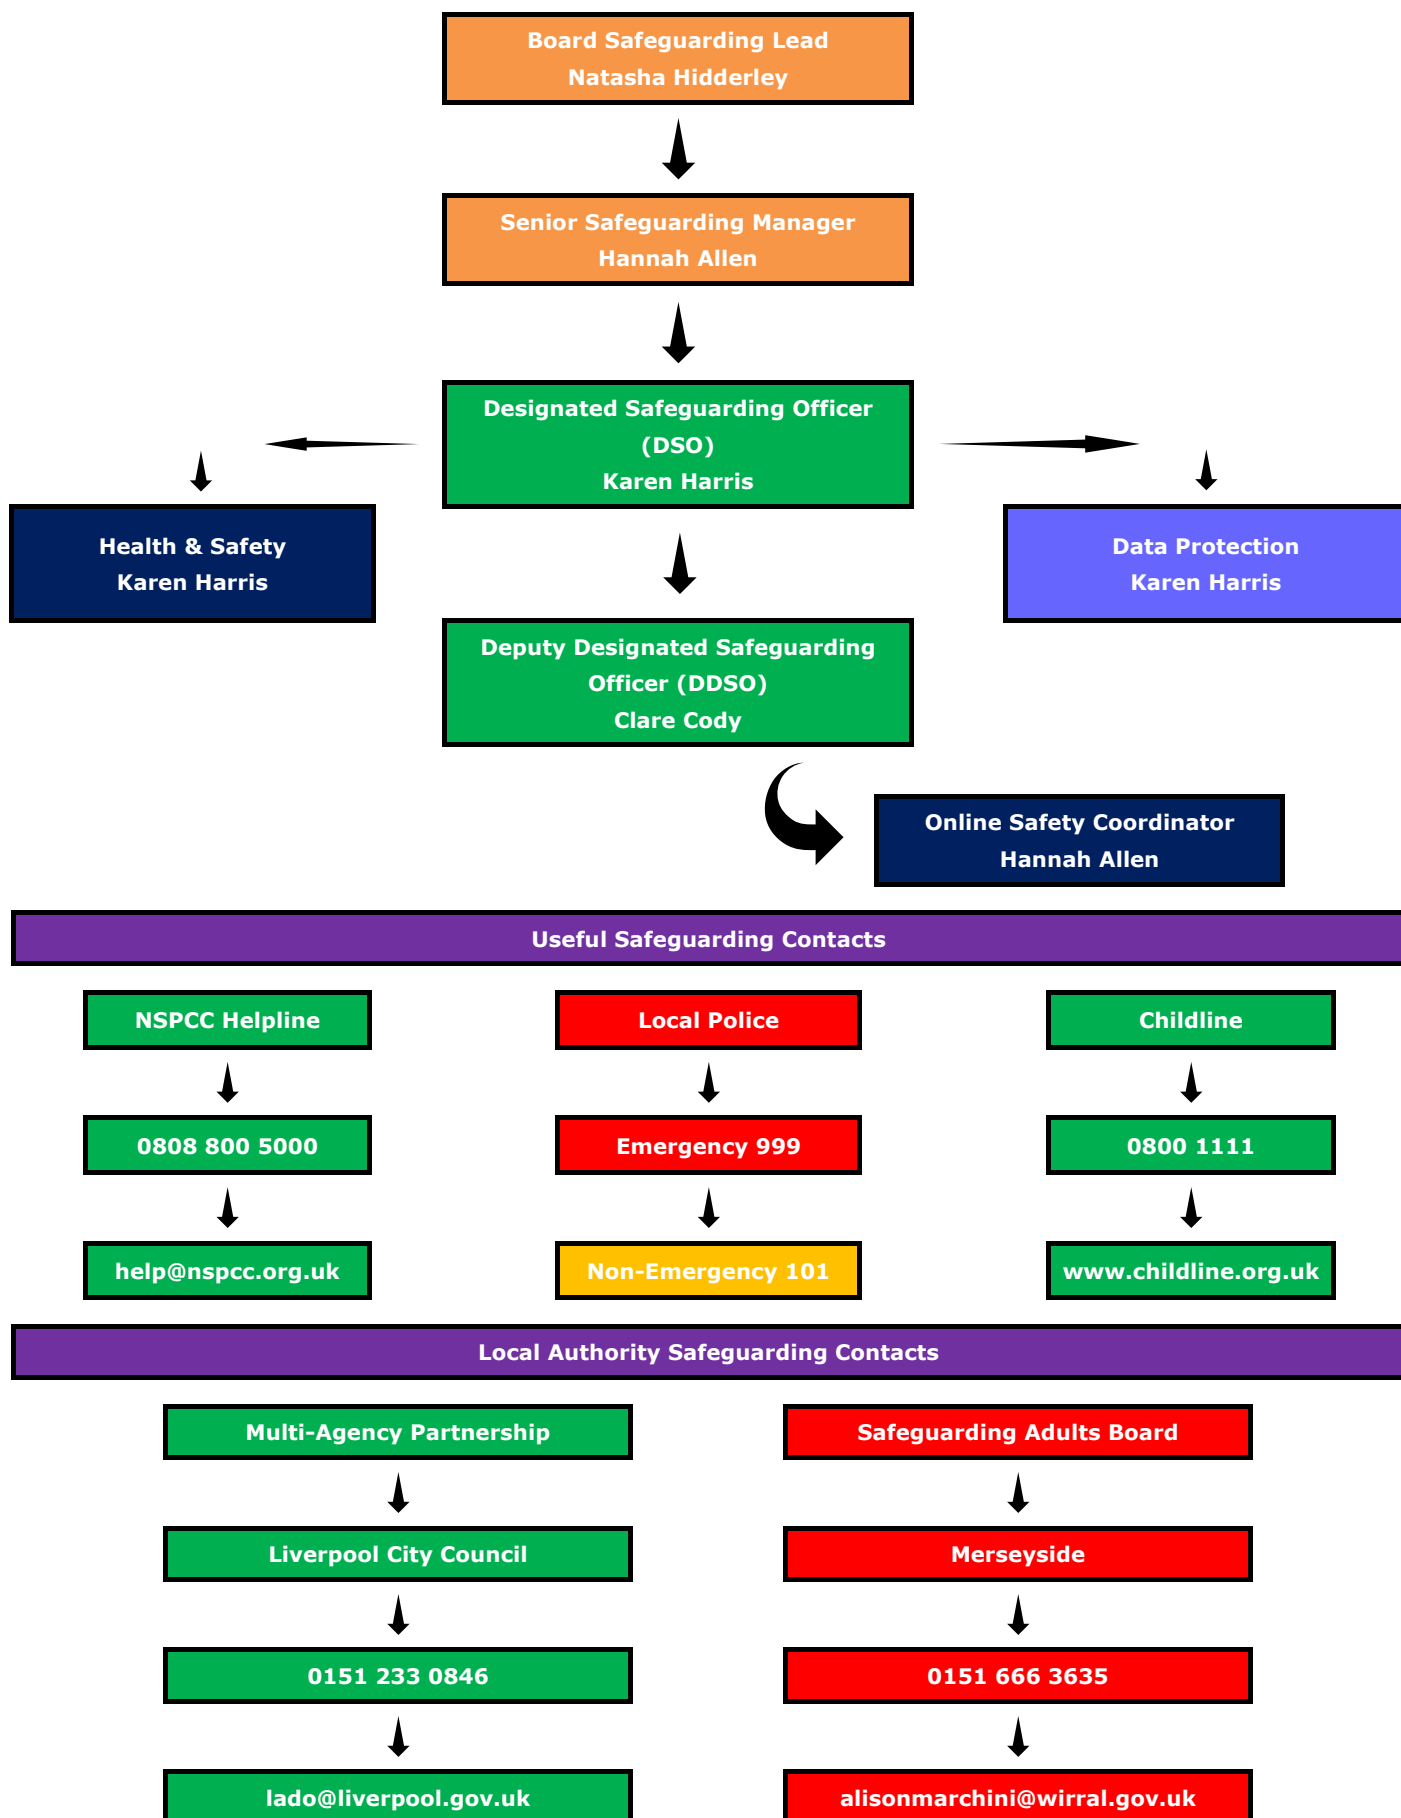 Board Safeguarding Lead
Natasha Hidderley
Senior Safeguarding Manager
Hannah Allen
Designated Safeguarding Officer
(DSO)
Karen Harris
Health & Safety
Karen Harris
Data Protection
Karen Harris
Deputy Designated Safeguarding
Officer (DDSO)
Clare Cody
Online Safety Coordinator
Hannah Allen
Useful Safeguarding Contacts
NSPCC Helpline
0808 800 5000
help@nspcc.org.uk
Local Police
Emergency 999
Non-Emergency 101
Childline
0800 1111
www.childline.org.uk
Local Authority Safeguarding Contacts
Multi-Agency Partnership
Liverpool City Council
0151 233 0846
lado@liverpool.gov.uk
Safeguarding Adults Board
Merseyside
0151 666 3635
alisonmarchini@wirral.gov.uk